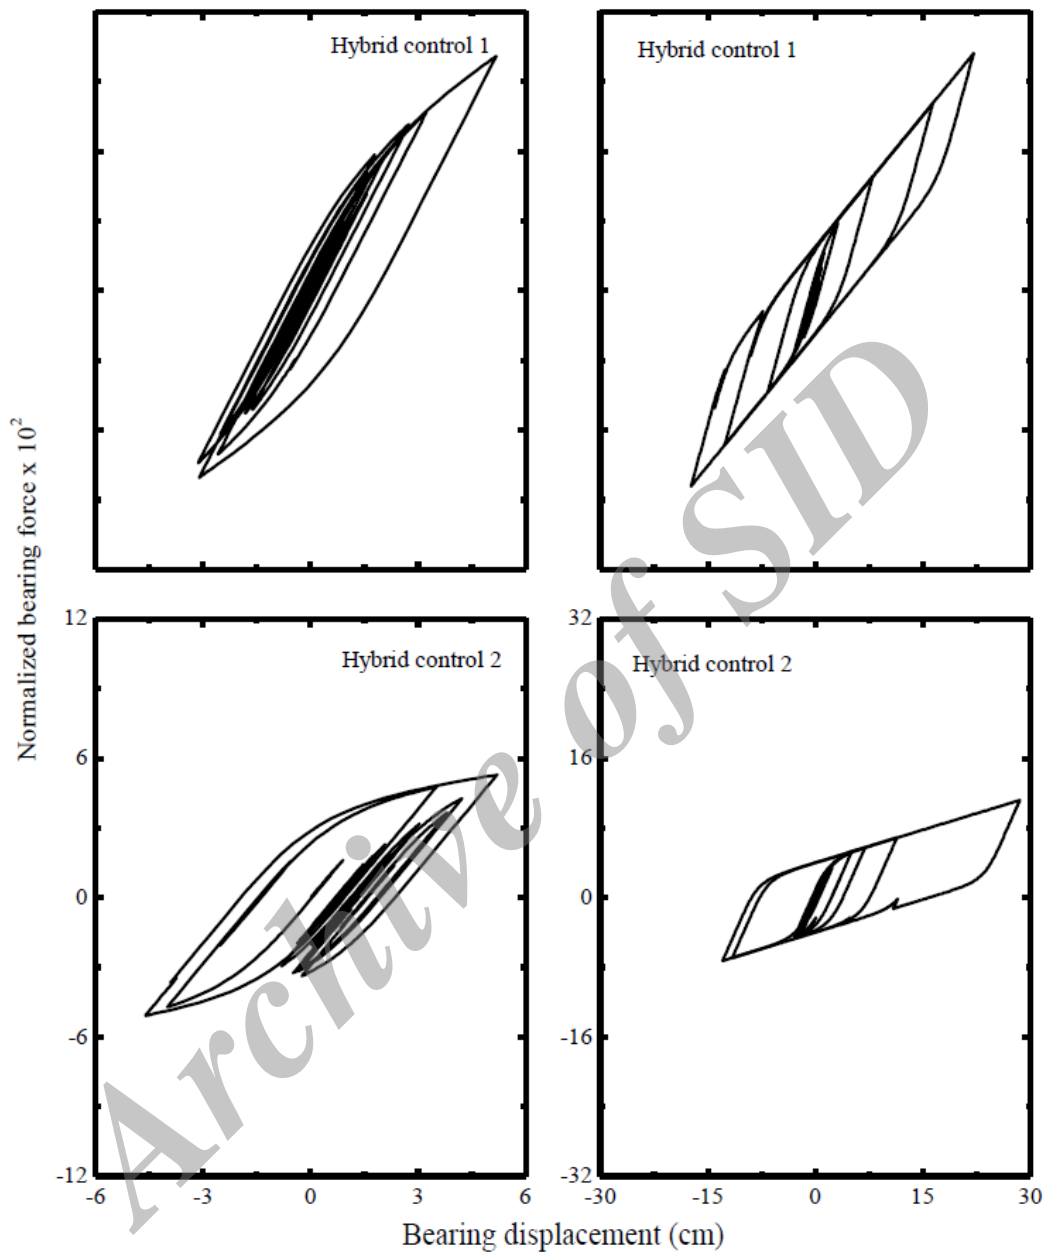 Hybrid control 1
Hybrid control 1
Normalized bearing force x 10²
12
6
0
-6
-12
Hybrid control 2
-6
-3
0
3
6
32
16
0
-16
-32
Hybrid control 2
-30
-15
0
15
30
Bearing displacement (cm)
Archive of SID